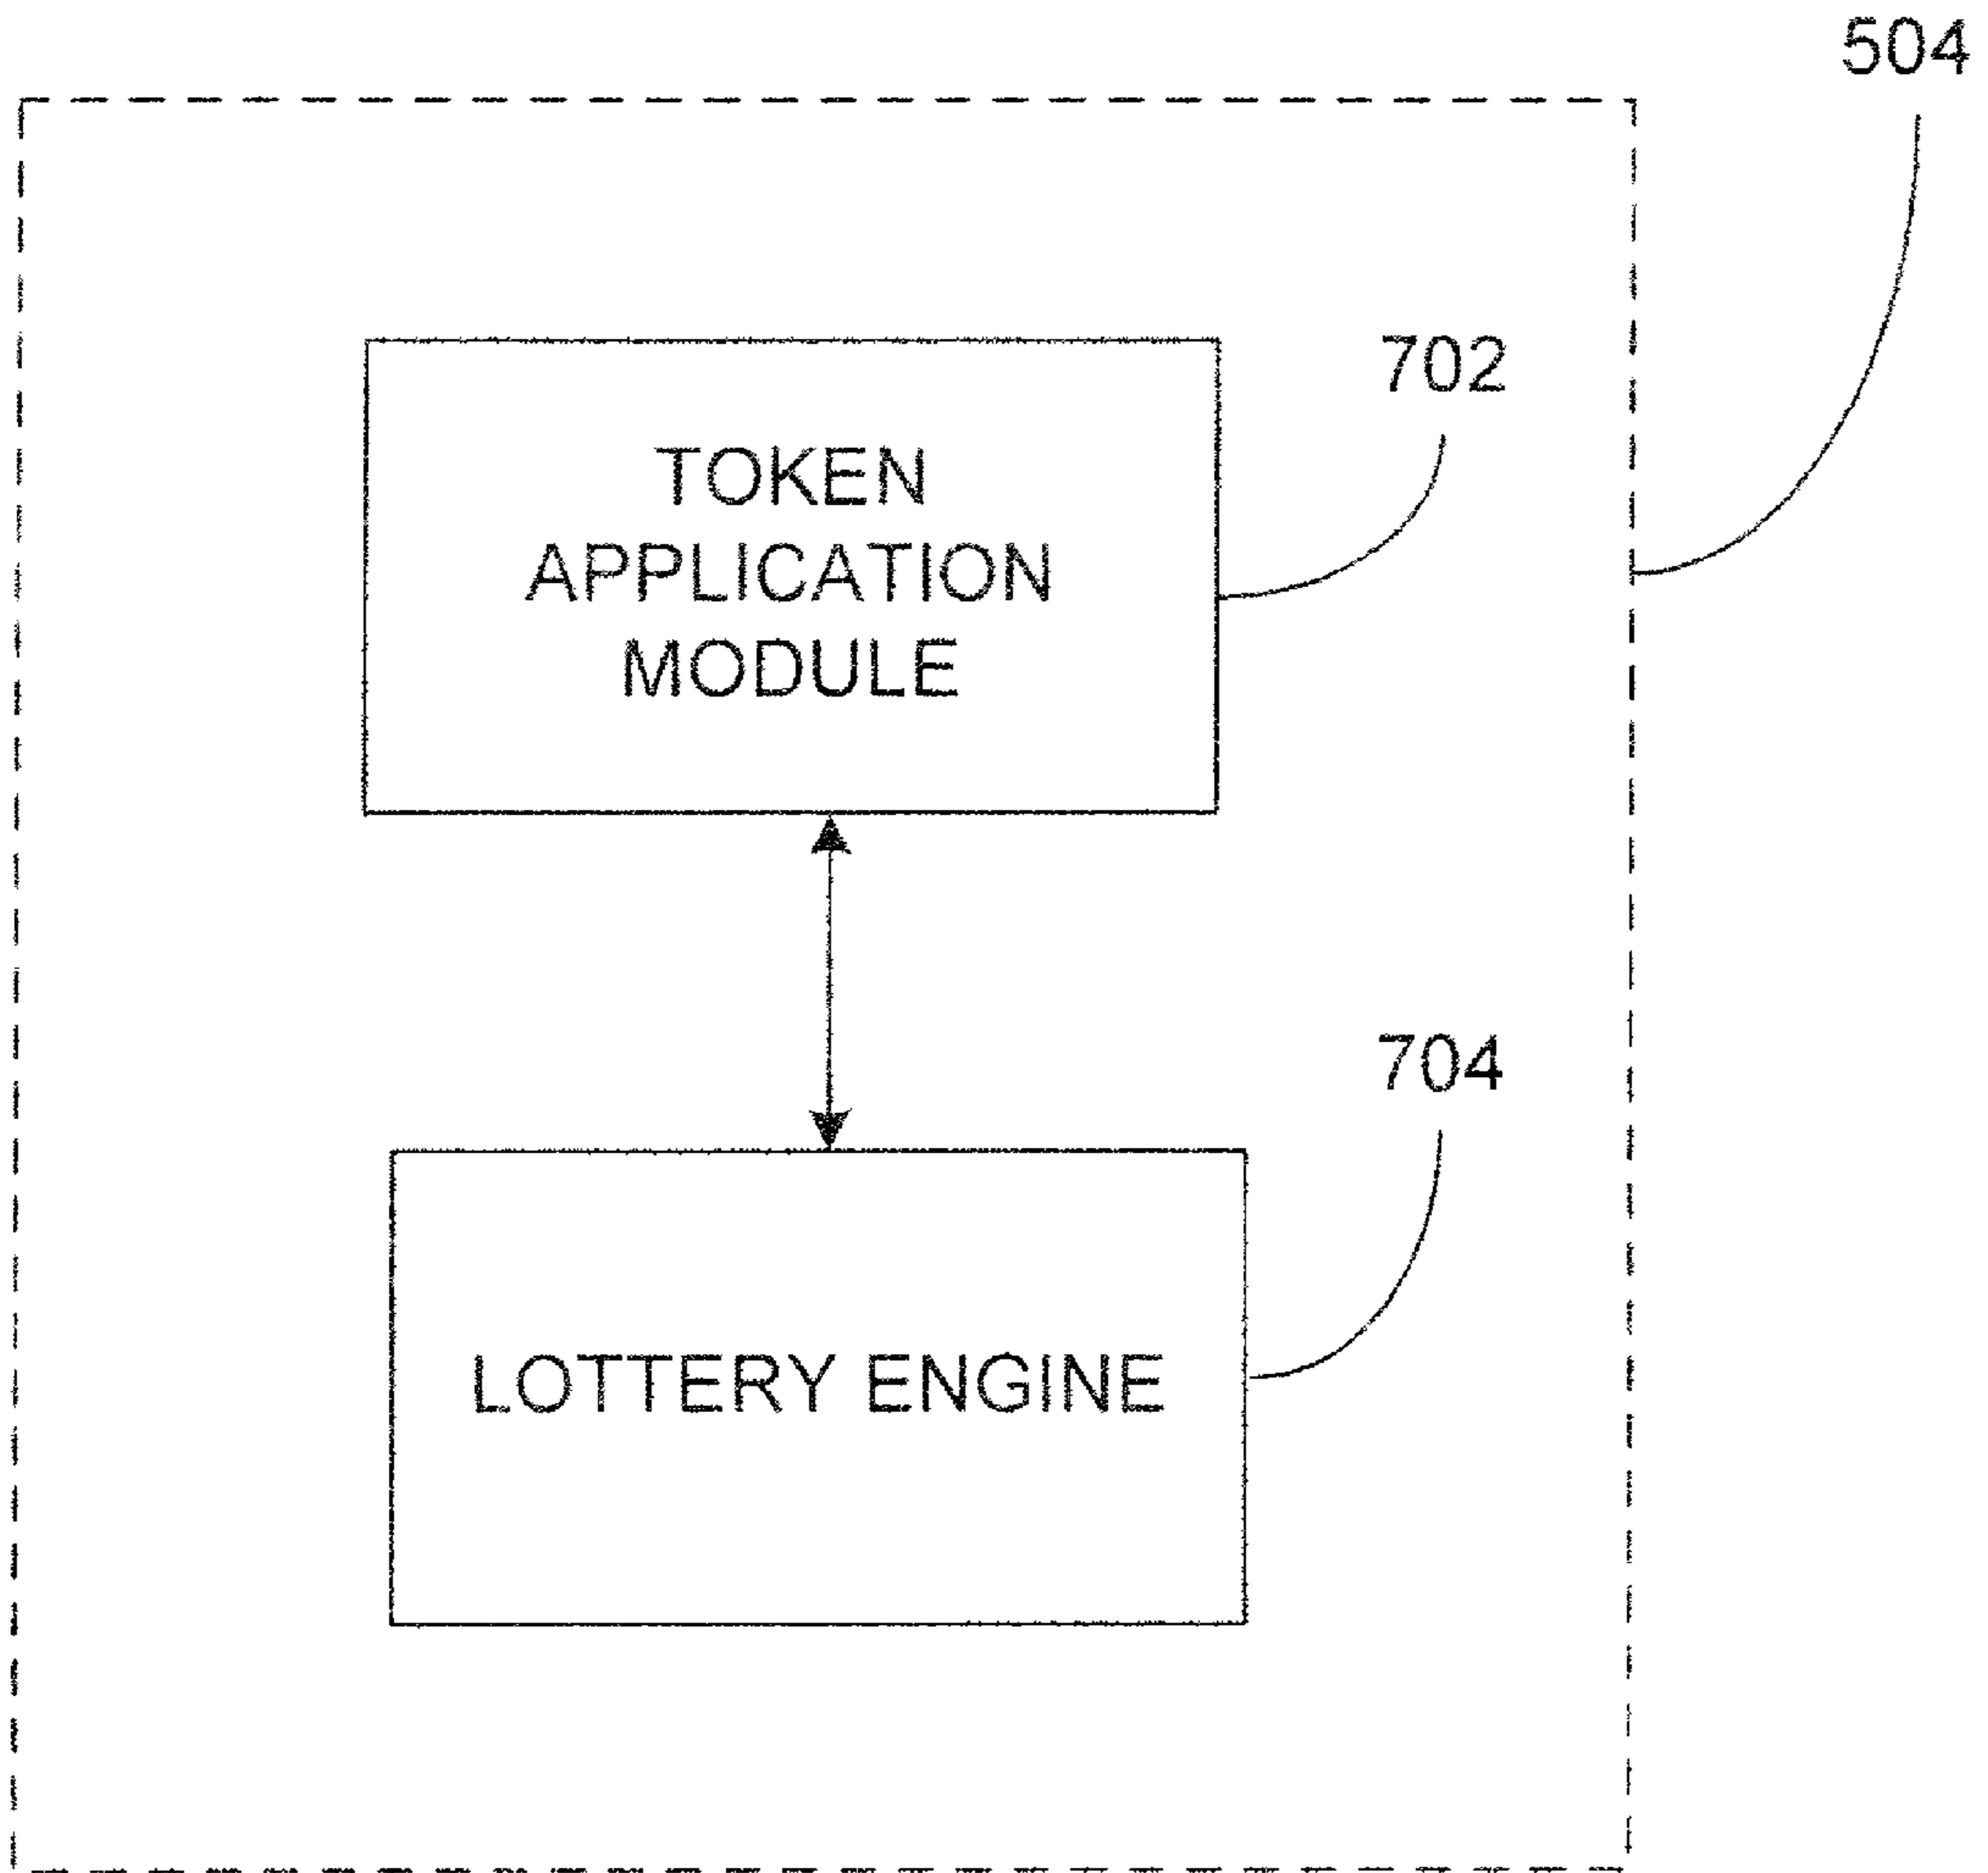 504
702
TOKEN
APPLICATION
MODULE
704
LOTTERY ENGINE